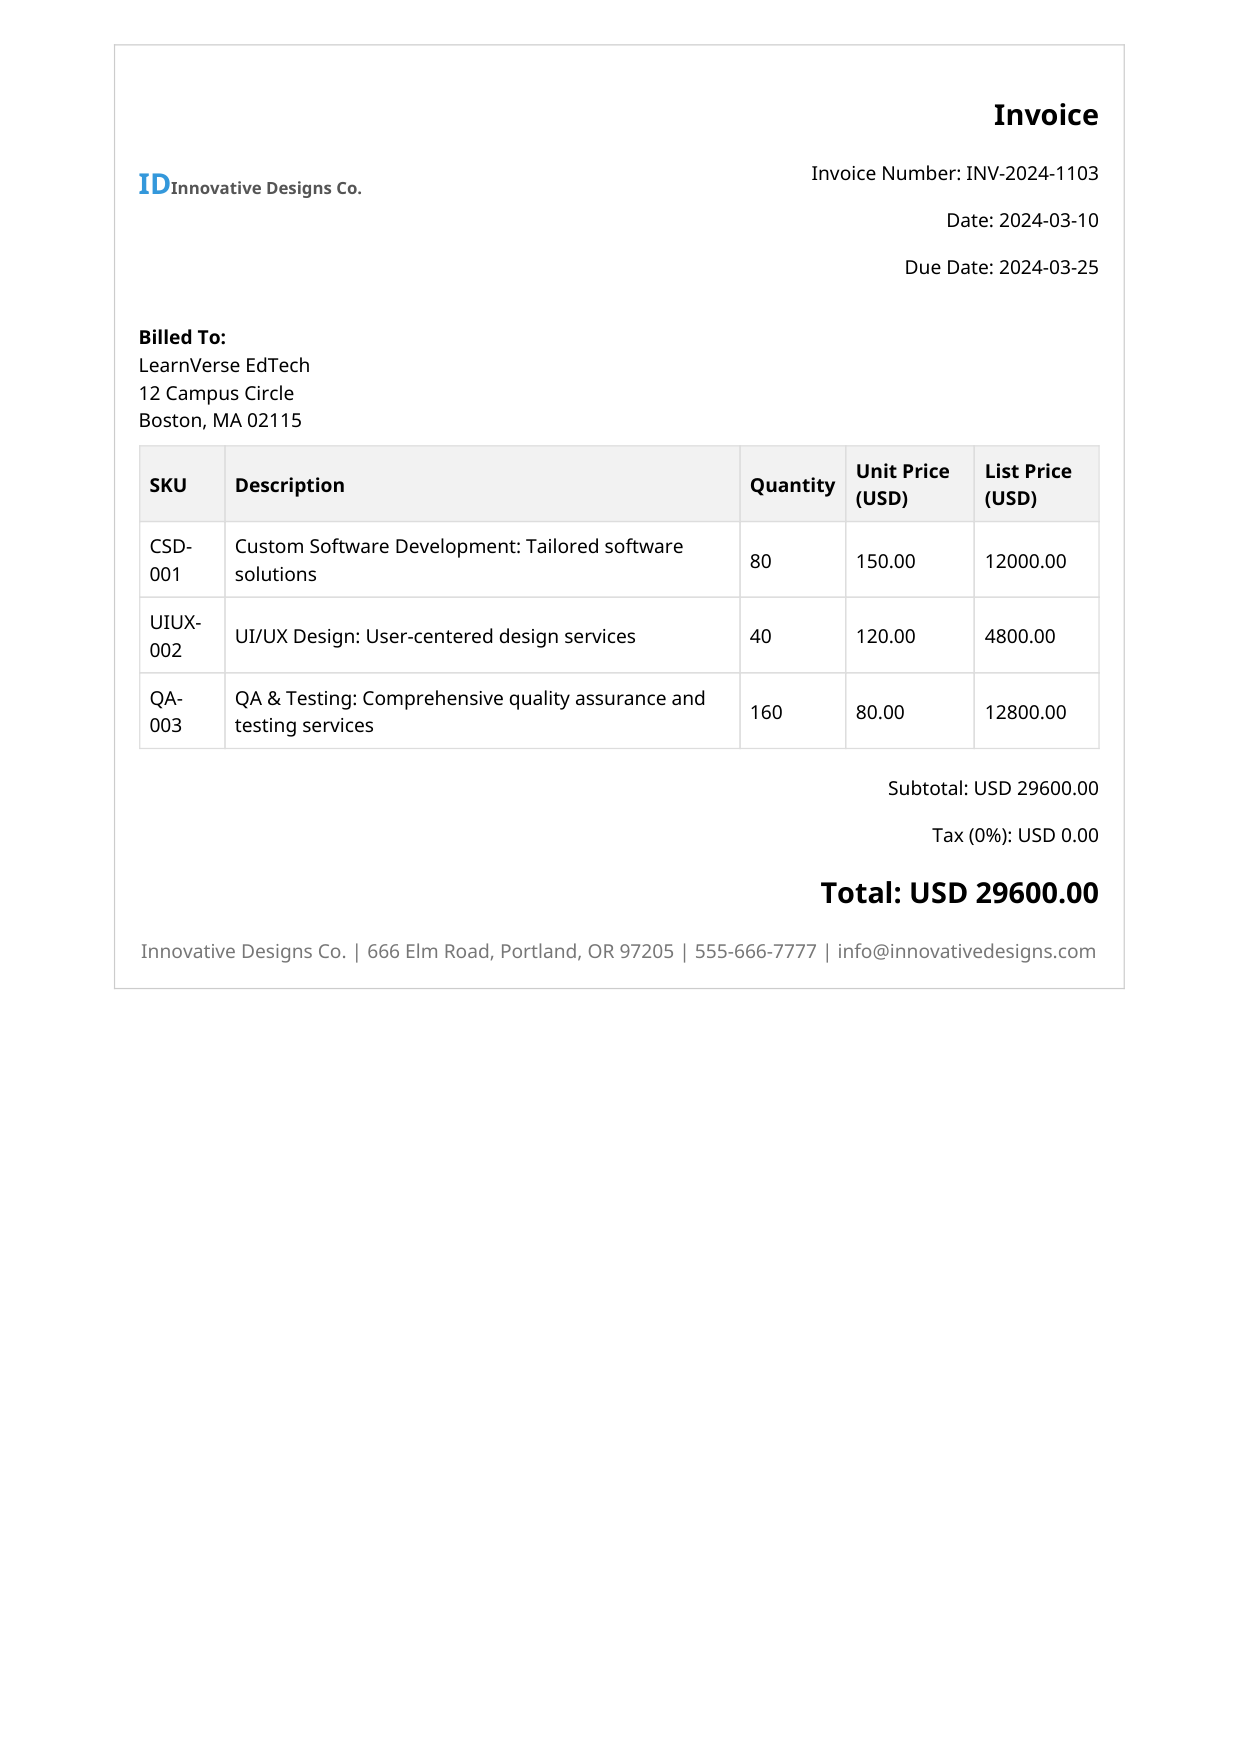 Invoice
IDInnovative Designs Co.
Invoice Number: INV-2024-1103
Date: 2024-03-10
Due Date: 2024-03-25
Billed To:
LearnVerse EdTech
12 Campus Circle
Boston, MA 02115
SKU Description Quantity Unit Price (USD) List Price (USD)
CSD-001 Custom Software Development: Tailored software solutions 80 150.00 12000.00
UIUX-002 UI/UX Design: User-centered design services 40 120.00 4800.00
QA-003 QA & Testing: Comprehensive quality assurance and testing services 160 80.00 12800.00
Subtotal: USD 29600.00
Tax (0%): USD 0.00
Total: USD 29600.00
Innovative Designs Co. | 666 Elm Road, Portland, OR 97205 | 555-666-7777 | info@innovativedesigns.com